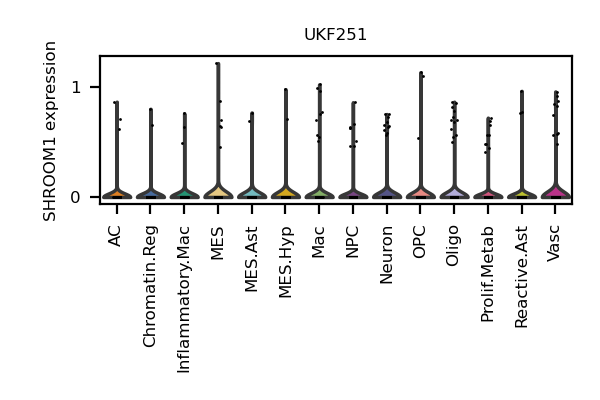 UKF251
SHROOM1 expression
1
0
AC
Chromatin.Reg
Inflammatory.Mac
MES
MES.Ast
MES.Hyp
Mac
NPC
Neuron
OPC
Oligo
Prolif.Metab
Reactive.Ast
Vasc